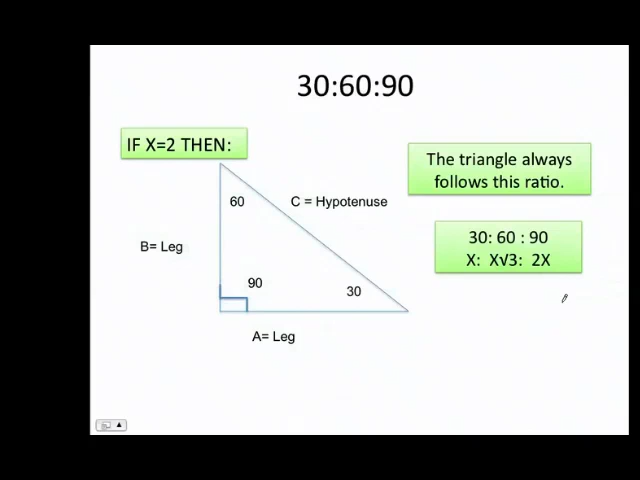 30:60:90
IF X=2 THEN:
The triangle always
follows this ratio.
60
C = Hypotenuse
30: 60 : 90
X: X√3: 2X
B= Leg
90
30
A= Leg